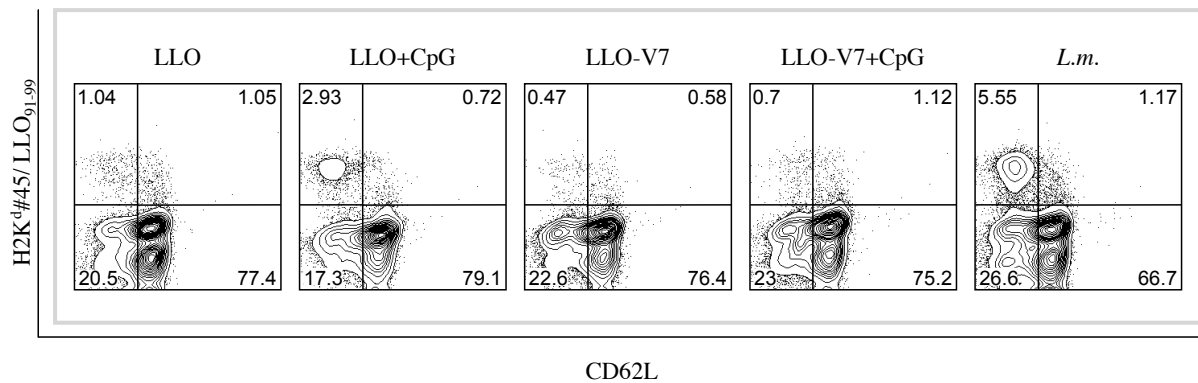 LLO LLO+CpG LLO-V7 LLO-V7+CpG L.m.
1.04 1.05 2.93 0.72 0.47 0.58 0.7 1.12 5.55 1.17
H2Kd#45/ LLO91-99
20.5 77.4 17.3 79.1 22.6 76.4 23 75.2 26.6 66.7
CD62L